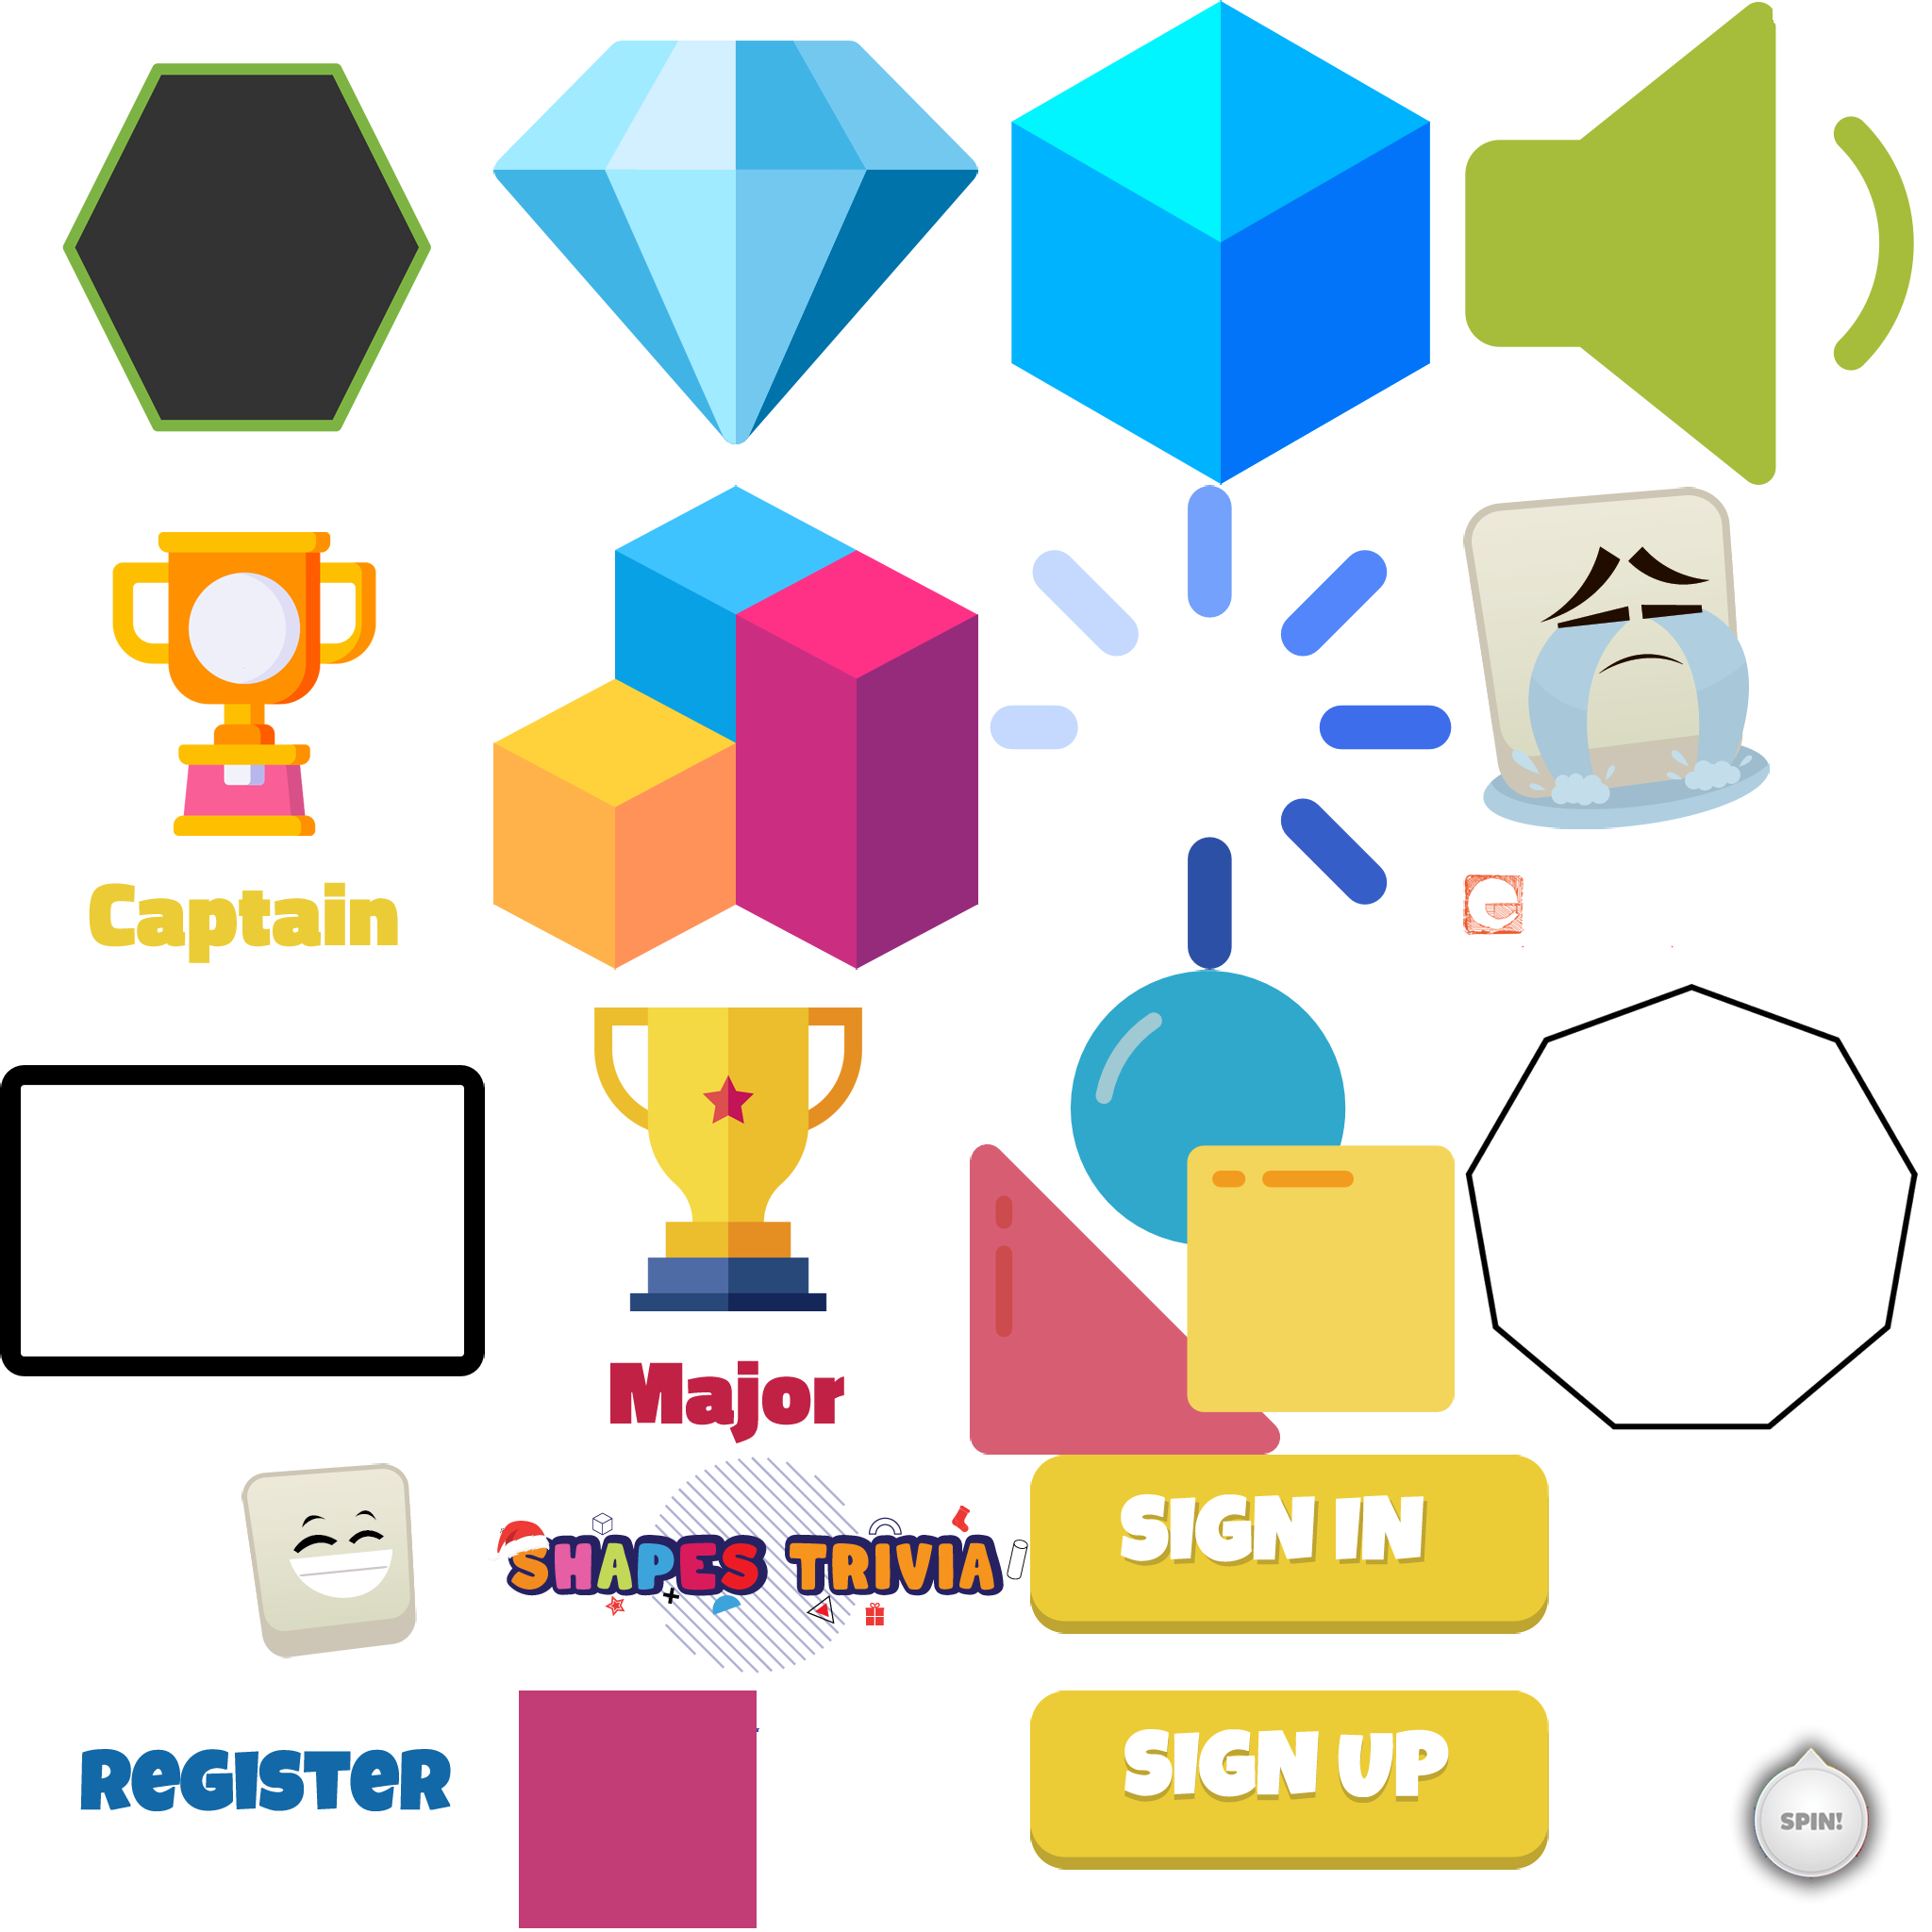 Captain
G
Major
SHAPES TRIVIA
SIGN IN
REGISTER
SIGN UP
SPIN!